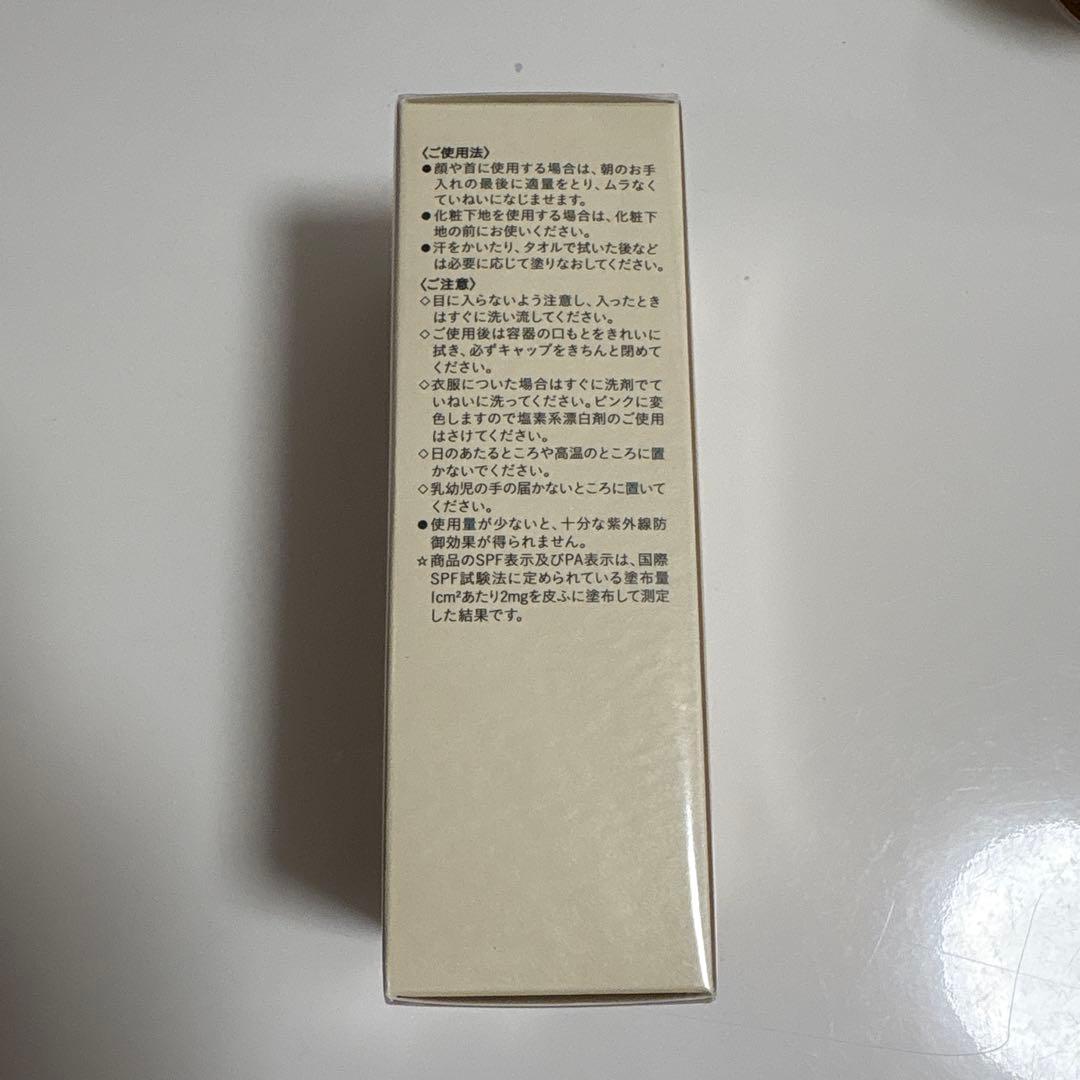 〈ご使用法〉
●顔や首に使用する場合は、朝のお手
入れの最後に適量をとり、ムラなく
ていねいになじませます。
●化粧下地を使用する場合は、化粧下
地の前にお使いください。
●汗をかいたり、タオルで拭いた後など
は必要に応じて塗りなおしてください。
〈ご注意〉
◇目に入らないよう注意し、入ったとき
はすぐに洗い流してください。
◇ご使用後は容器の口もとをきれいに
拭き、必ずキャップをきちんと閉めて
ください。
◇衣服についた場合はすぐに洗剤でて
いねいに洗ってください。ピンクに変
色しますので塩素系漂白剤のご使用
はさけてください。
◇日のあたるところや高温のところに置
かないでください。
◇乳幼児の手の届かないところに置いて
ください。
●使用量が少ないと、十分な紫外線防
御効果が得られません。
☆商品のSPF表示及びPA表示は、国際
SPF試験法に定められている塗布量
1cm²あたり2mgを皮ふに塗布して測定
した結果です。